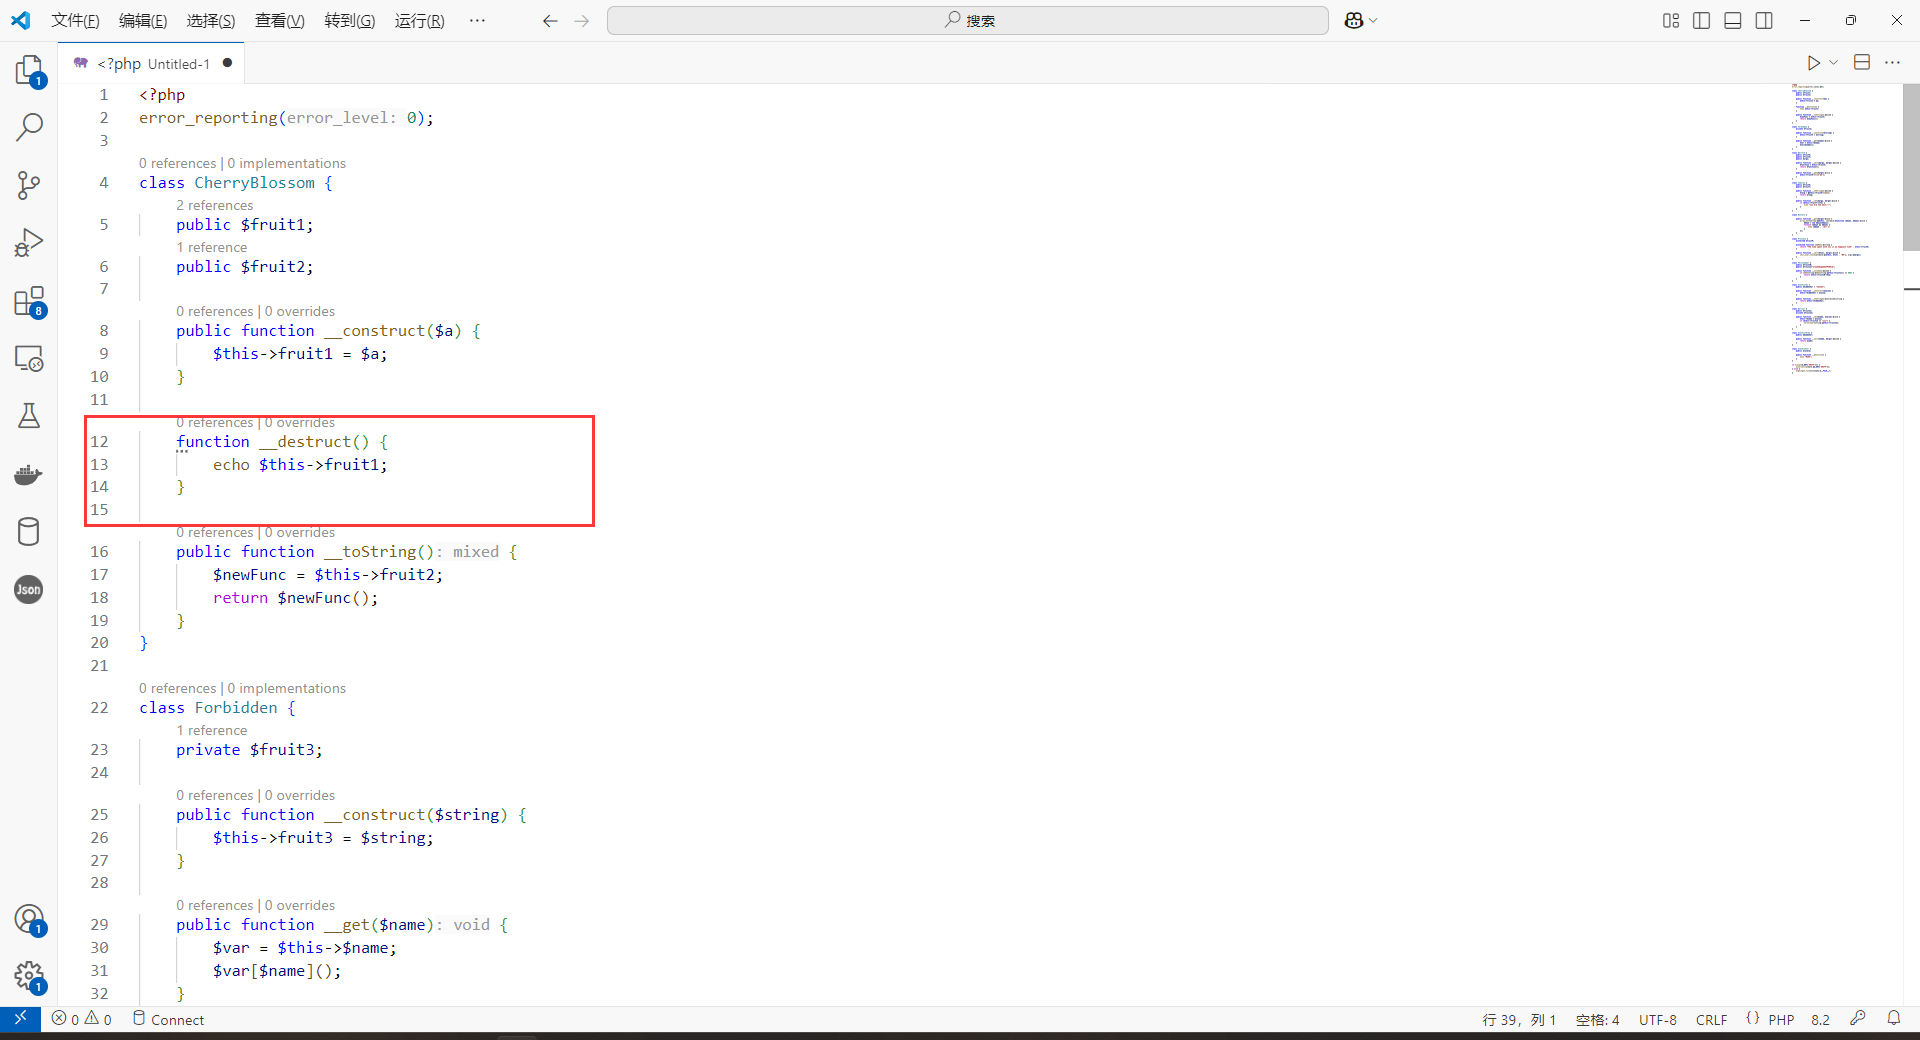 文件(F) 编辑(E) 选择(S) 查看(V) 转到(G) 运行(R) ··· 搜索
<?php Untitled-1
1 <?php
2 error_reporting(error_level: 0);
3
0 references | 0 implementations
4 class CherryBlossom {
2 references
5 public $fruit1;
1 reference
6 public $fruit2;
7
0 references | 0 overrides
8 public function __construct($a) {
9 $this->fruit1 = $a;
10 }
11
0 references | 0 overrides
12 function __destruct() {
13 echo $this->fruit1;
14 }
15
0 references | 0 overrides
16 public function __toString(): mixed {
17 $newFunc = $this->fruit2;
18 return $newFunc();
19 }
20 }
21
0 references | 0 implementations
22 class Forbidden {
1 reference
23 private $fruit3;
24
0 references | 0 overrides
25 public function __construct($string) {
26 $this->fruit3 = $string;
27 }
28
0 references | 0 overrides
29 public function __get($name): void {
30 $var = $this->$name;
31 $var[$name]();
32 }
1
8
Json
1
1
0 0 Connect 行 39, 列 1 空格: 4 UTF-8 CRLF {} PHP 8.2